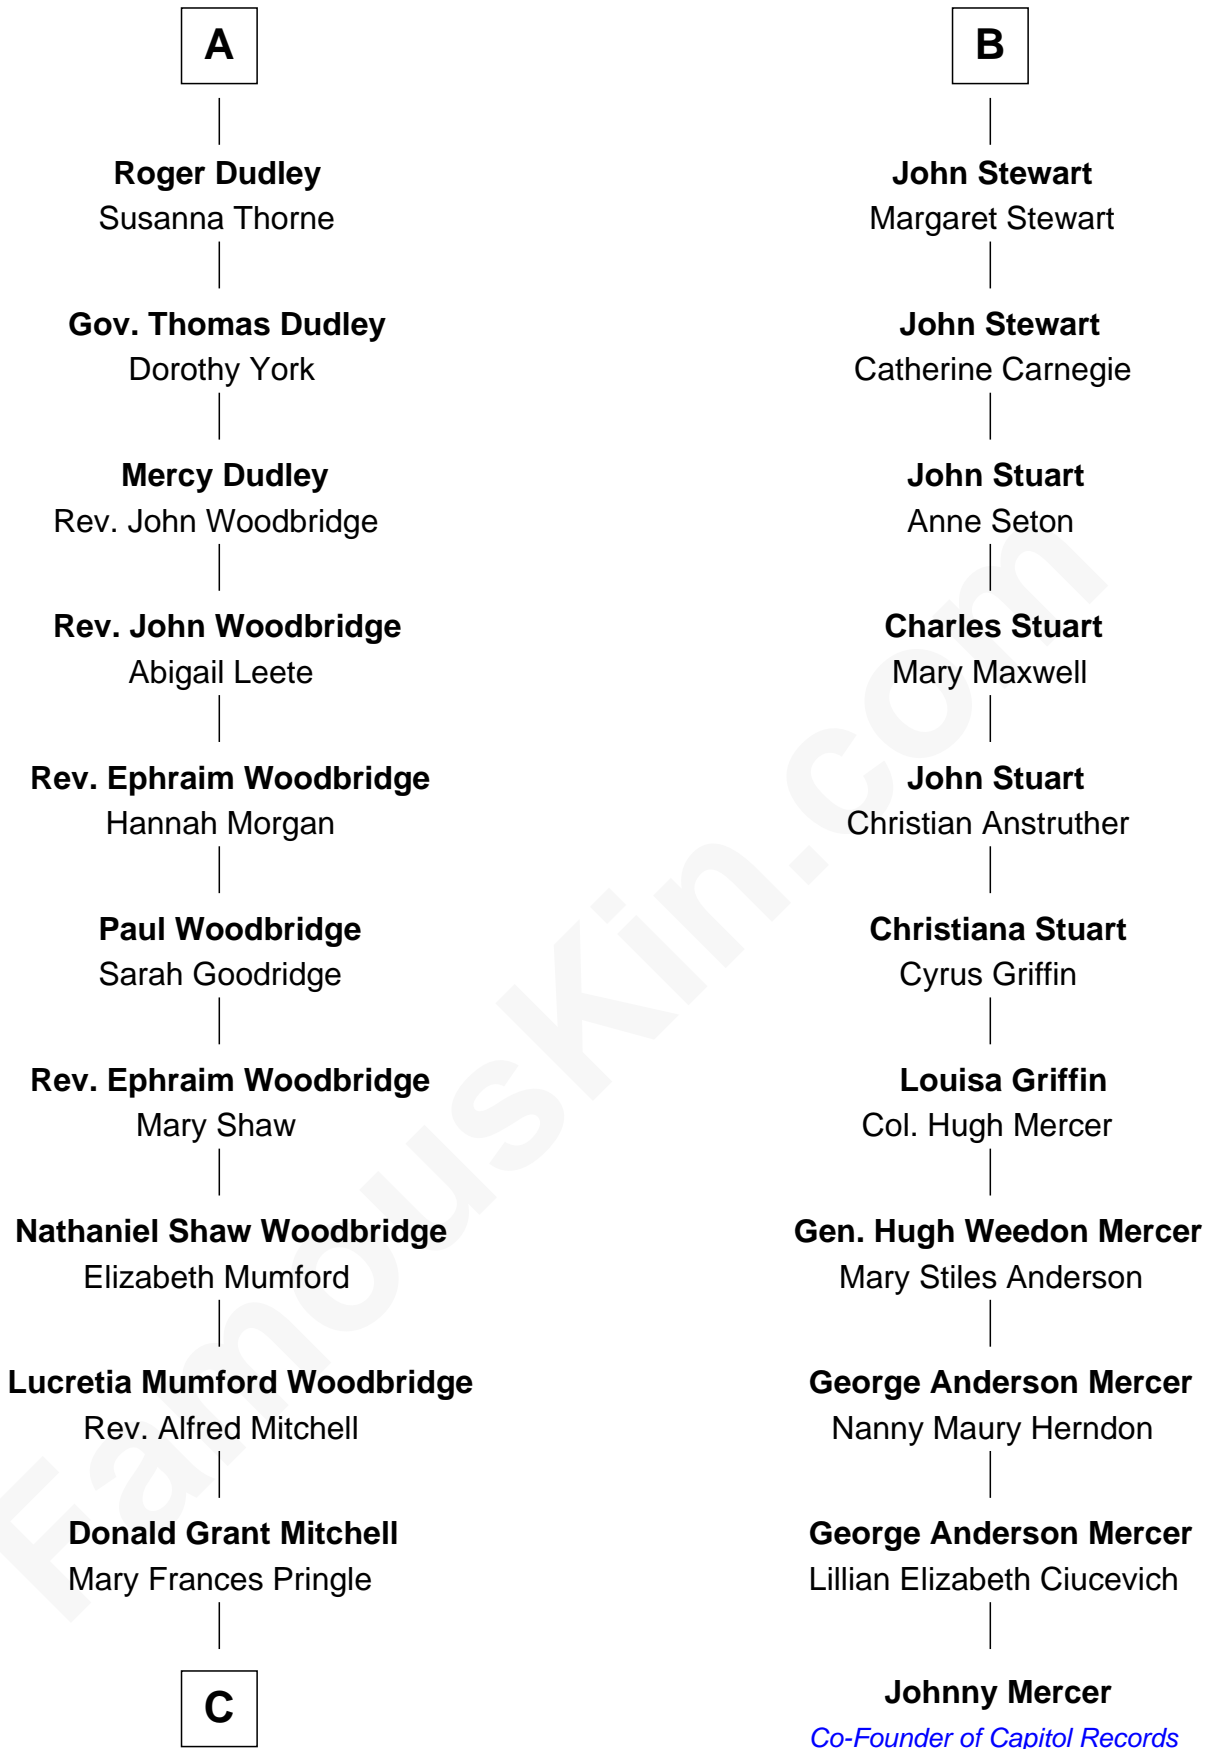 A
Roger Dudley
Susanna Thorne
Gov. Thomas Dudley
Dorothy York
Mercy Dudley
Rev. John Woodbridge
Rev. John Woodbridge
Abigail Leete
Rev. Ephraim Woodbridge
Hannah Morgan
Paul Woodbridge
Sarah Goodridge
Rev. Ephraim Woodbridge
Mary Shaw
Nathaniel Shaw Woodbridge
Elizabeth Mumford
Lucretia Mumford Woodbridge
Rev. Alfred Mitchell
Donald Grant Mitchell
Mary Frances Pringle
C
B
John Stewart
Margaret Stewart
John Stewart
Catherine Carnegie
John Stuart
Anne Seton
Charles Stuart
Mary Maxwell
John Stuart
Christian Anstruther
Christiana Stuart
Cyrus Griffin
Louisa Griffin
Col. Hugh Mercer
Gen. Hugh Weedon Mercer
Mary Stiles Anderson
George Anderson Mercer
Nanny Maury Herndon
George Anderson Mercer
Lillian Elizabeth Ciucevich
Johnny Mercer
Co-Founder of Capitol Records
FamousKin.com